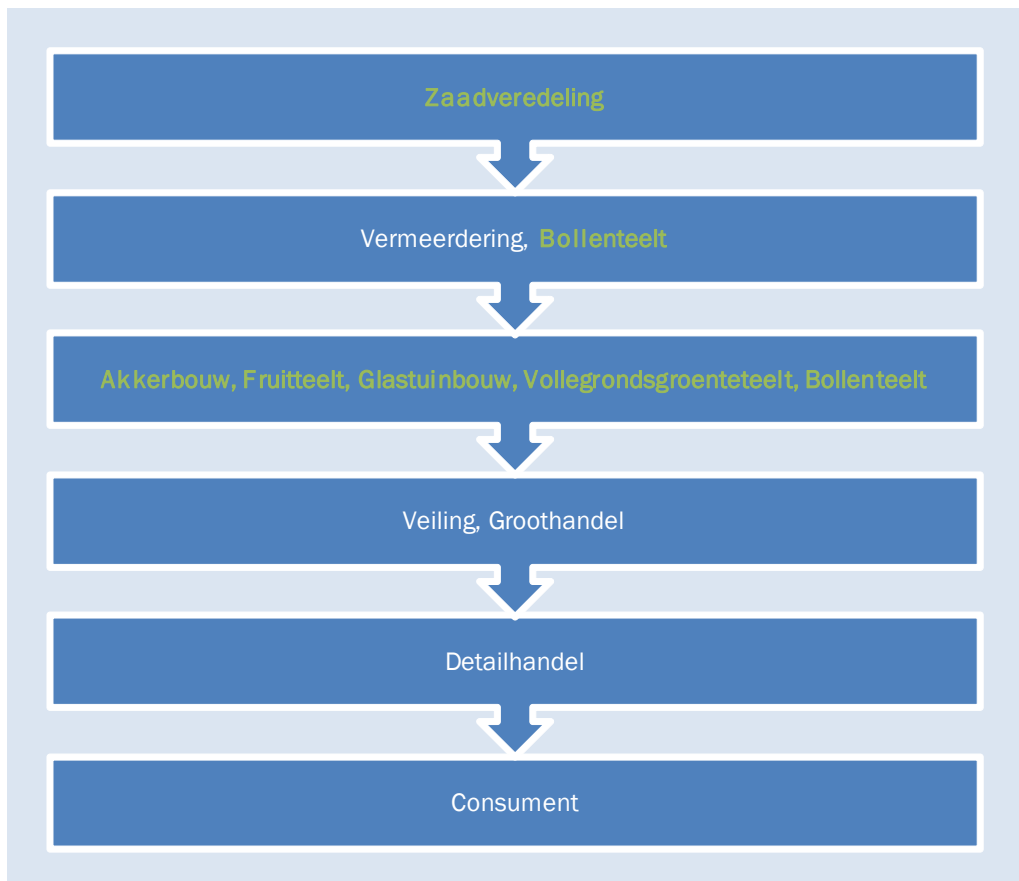 Zaadveredeling
Vermeerdering, Bollenteelt
Akkerbouw, Fruitteelt, Glastuinbouw, Vollegrondsgroenteteelt, Bollenteelt
Veiling, Groothandel
Detailhandel
Consument